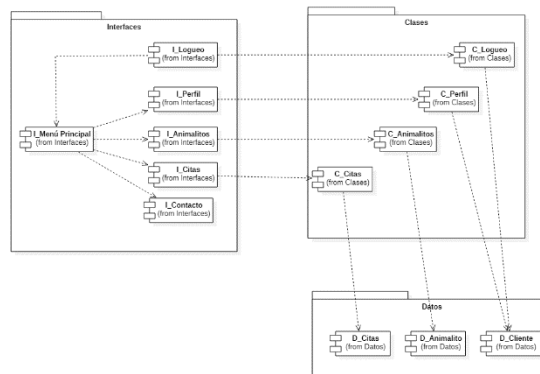 Interfaces
I_Logueo
(from Interfaces)
I_Perfil
(from Interfaces)
I_Menú Principal
(from Interfaces)
I_Animalitos
(from Interfaces)
I_Citas
(from Interfaces)
I_Contacto
(from Interfaces)
Clases
C_Logueo
(from Clases)
C_Perfil
(from Clases)
C_Animalitos
(from Clases)
C_Citas
(from Clases)
Datos
D_Citas
(from Datos)
D_Animalito
(from Datos)
D_Cliente
(from Datos)